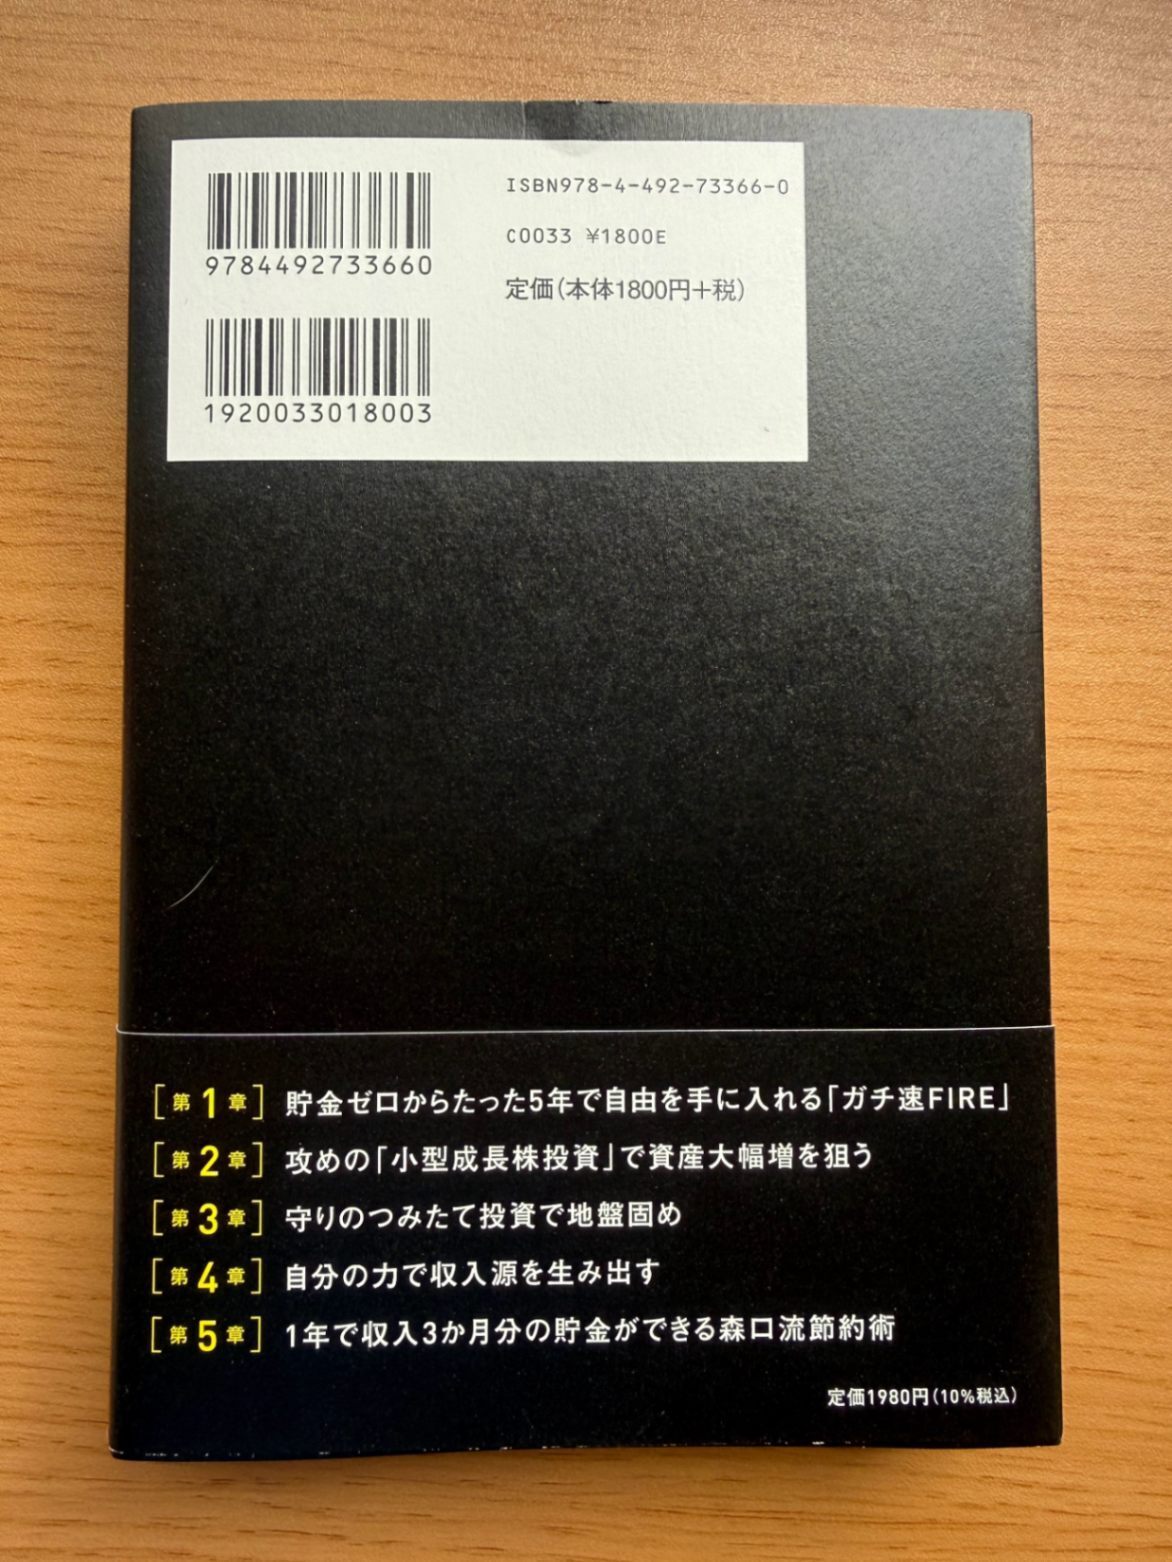 ISBN978-4-492-73366-0
C0033 ¥1800E
定価(本体1800円+税)
9784492733660
1920033018003
[第1章] 貯金ゼロからたった5年で自由を手に入れる「ガチ速FIRE」
[第2章] 攻めの「小型成長株投資」で資産大幅増を狙う
[第3章] 守りのつみたて投資で地盤固め
[第4章] 自分の力で収入源を生み出す
[第5章] 1年で収入3か月分の貯金ができる森口流節約術
定価1980円(10%税込)